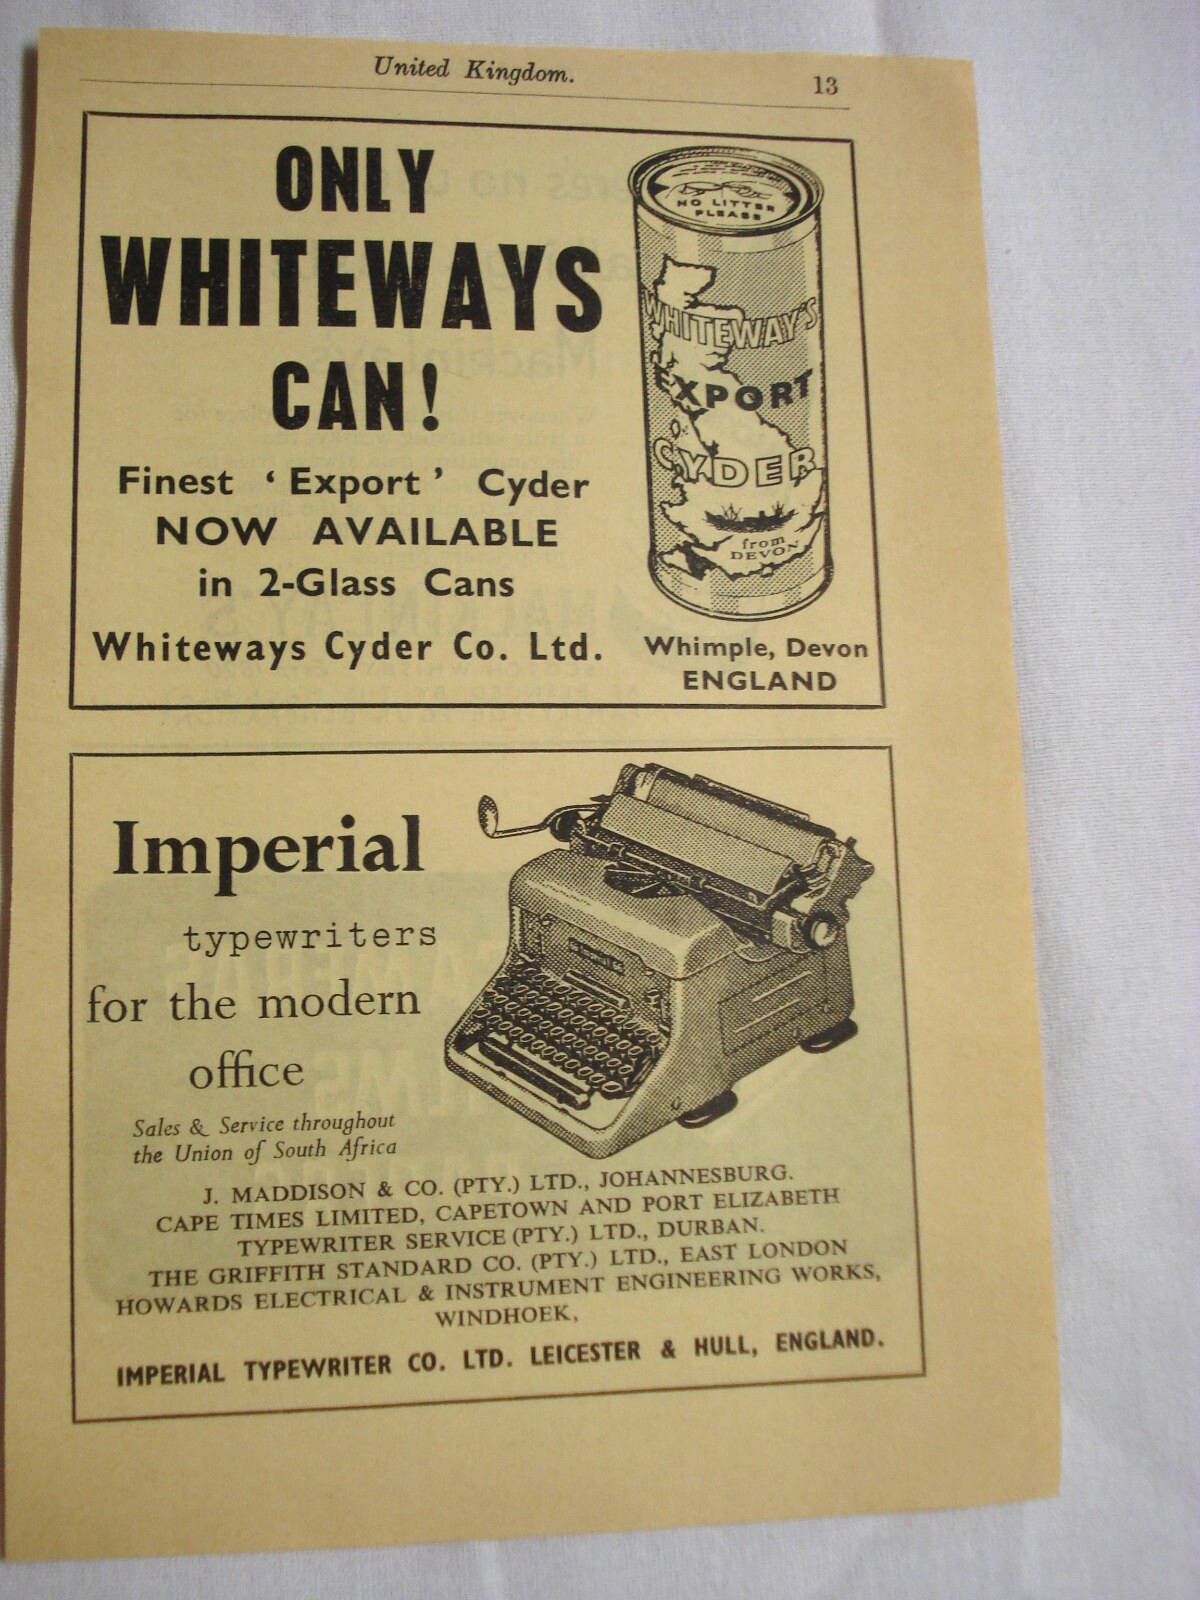 United Kingdom.
13
ONLY
WHITEWAYS
CAN!
Finest ‘Export’ Cyder
NOW AVAILABLE
in 2-Glass Cans
Whiteways Cyder Co. Ltd.
NO LITTER
PLEASE
WHITEWAY'S
EXPORT
CYDER
from
DEVON
Whimple, Devon
ENGLAND
Imperial
typewriters
for the modern
office
Sales & Service throughout
the Union of South Africa
J. MADDISON & CO. (PTY.) LTD., JOHANNESBURG.
CAPE TIMES LIMITED, CAPETOWN AND PORT ELIZABETH
TYPEWRITER SERVICE (PTY.) LTD., DURBAN.
THE GRIFFITH STANDARD CO. (PTY.) LTD., EAST LONDON
HOWARDS ELECTRICAL & INSTRUMENT ENGINEERING WORKS,
WINDHOEK,
IMPERIAL TYPEWRITER CO. LTD. LEICESTER & HULL, ENGLAND.